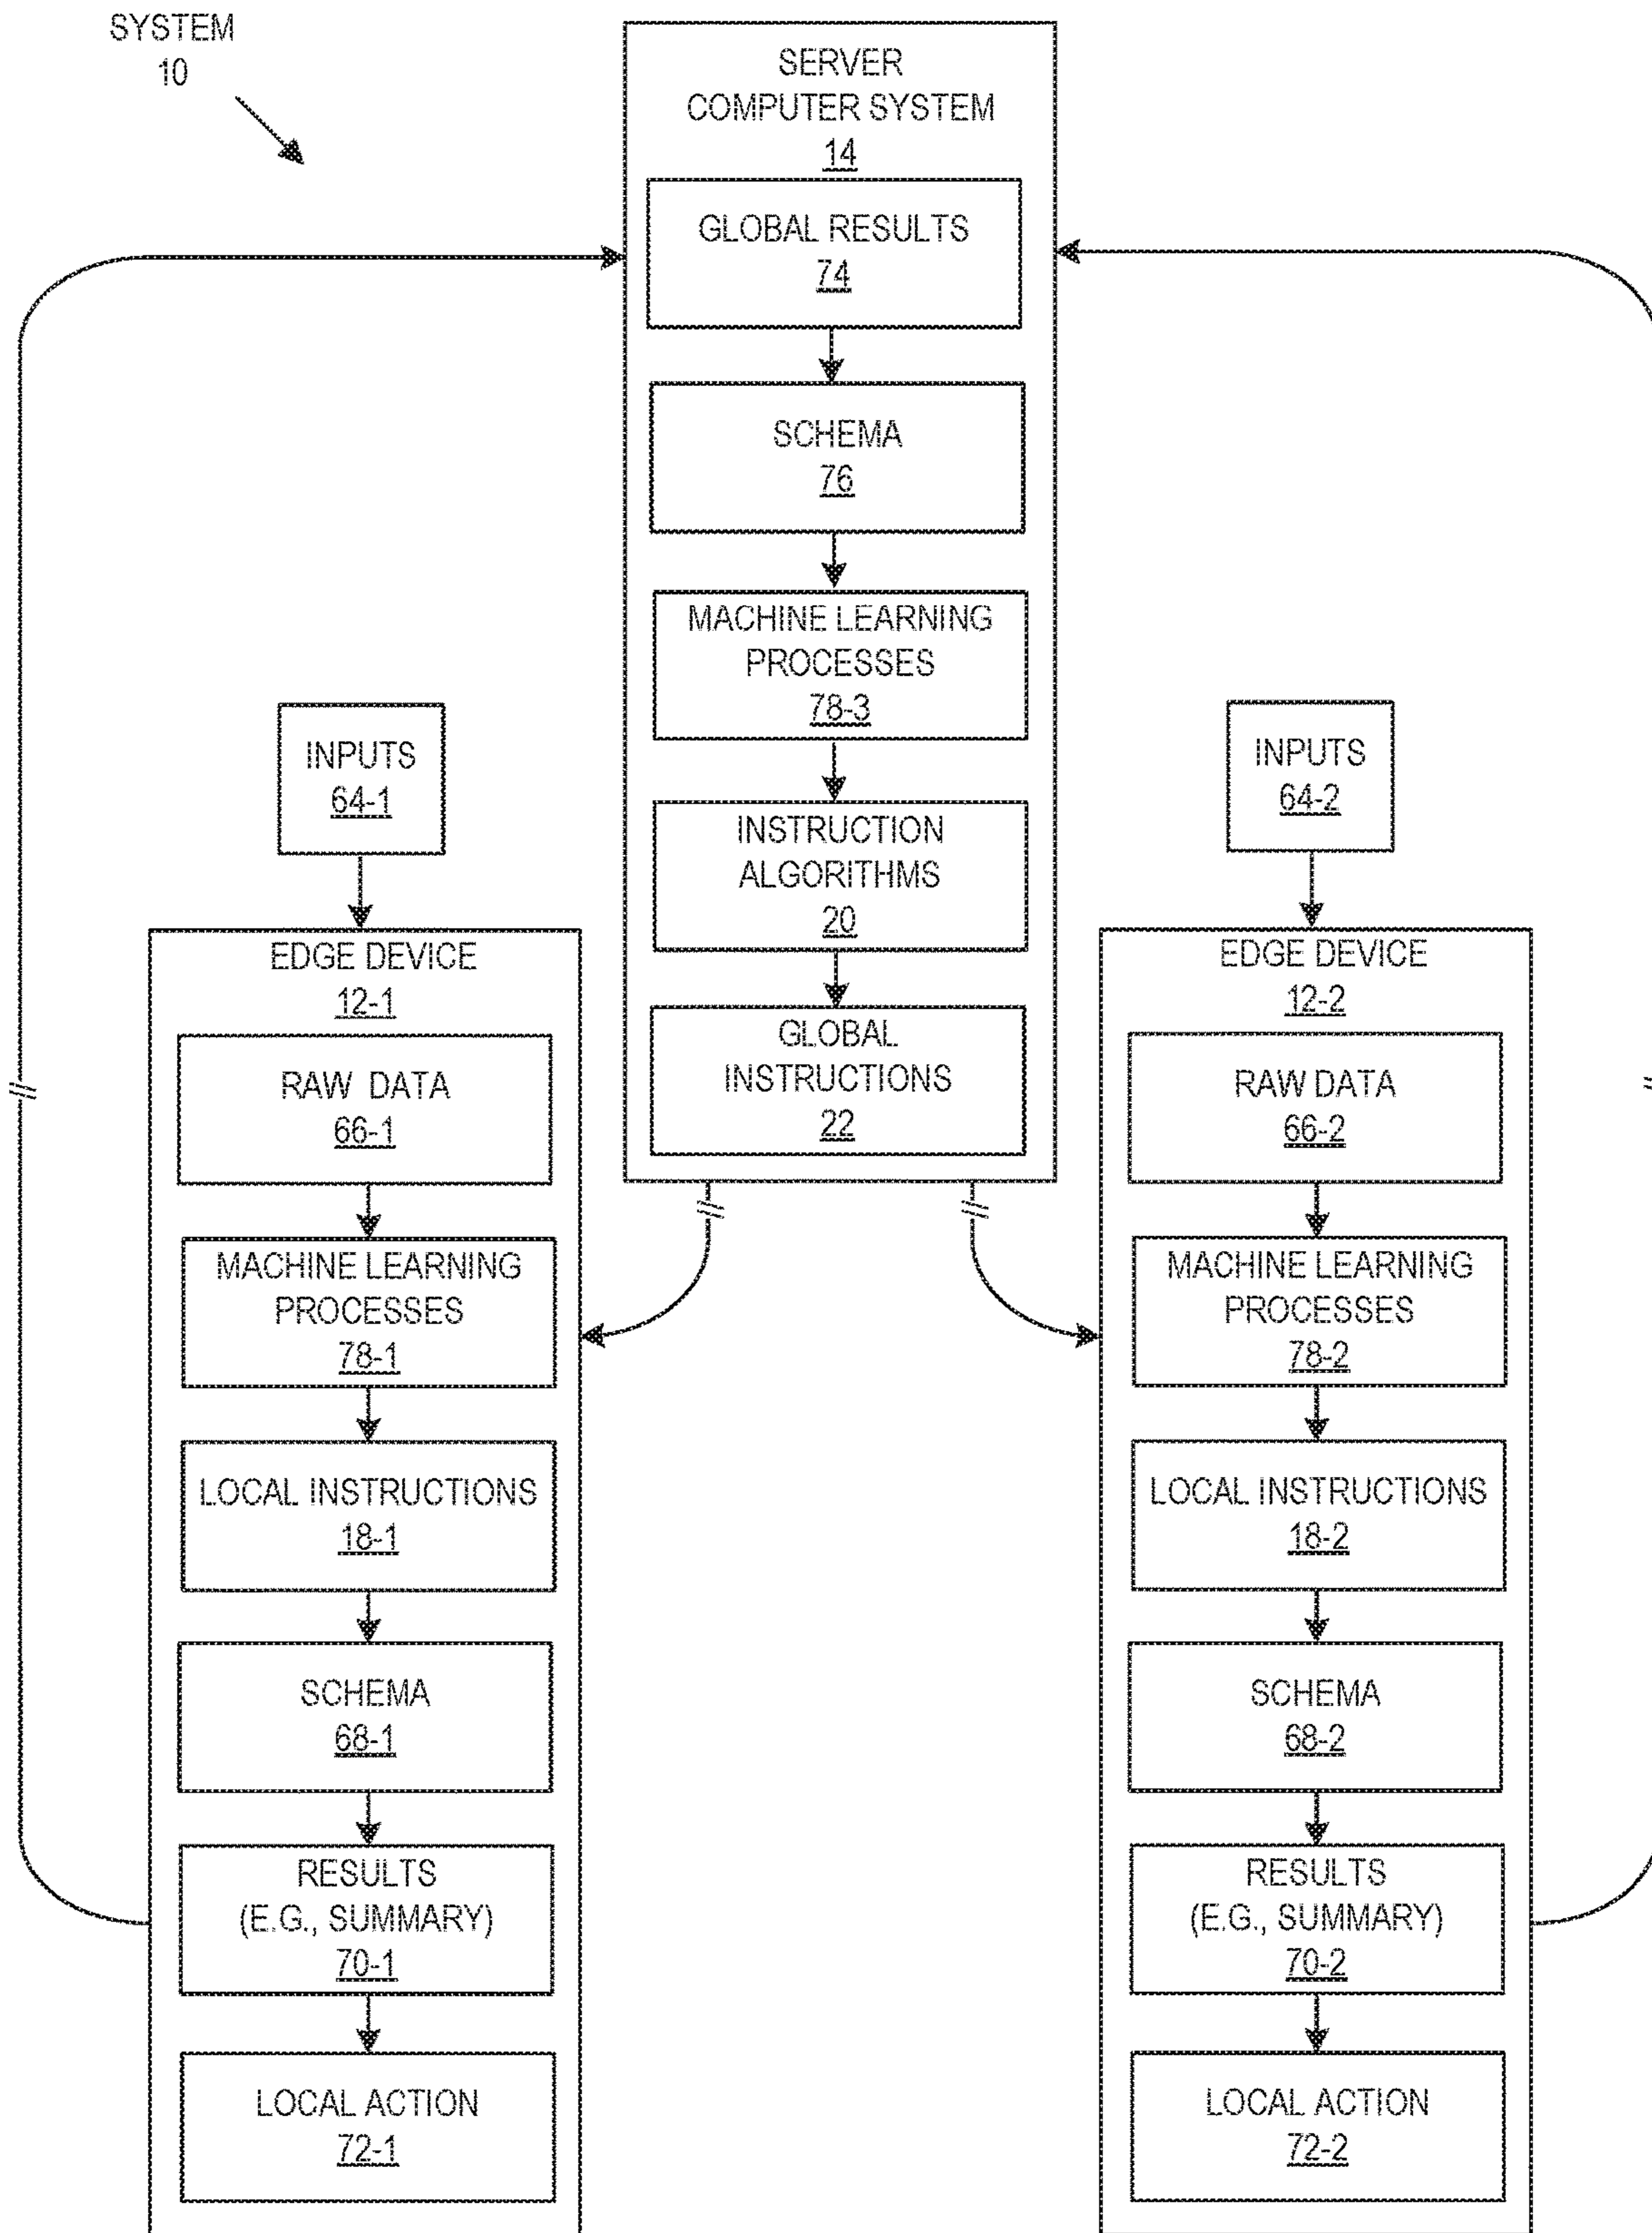 SYSTEM
10
SERVER
COMPUTER SYSTEM
14
GLOBAL RESULTS
74
SCHEMA
76
MACHINE LEARNING
PROCESSES
78-3
INSTRUCTION
ALGORITHMS
20
GLOBAL
INSTRUCTIONS
22
INPUTS
64-1
EDGE DEVICE
12-1
RAW DATA
66-1
MACHINE LEARNING
PROCESSES
78-1
LOCAL INSTRUCTIONS
18-1
SCHEMA
68-1
RESULTS
(E.G., SUMMARY)
70-1
LOCAL ACTION
72-1
INPUTS
64-2
EDGE DEVICE
12-2
RAW DATA
66-2
MACHINE LEARNING
PROCESSES
78-2
LOCAL INSTRUCTIONS
18-2
SCHEMA
68-2
RESULTS
(E.G., SUMMARY)
70-2
LOCAL ACTION
72-2